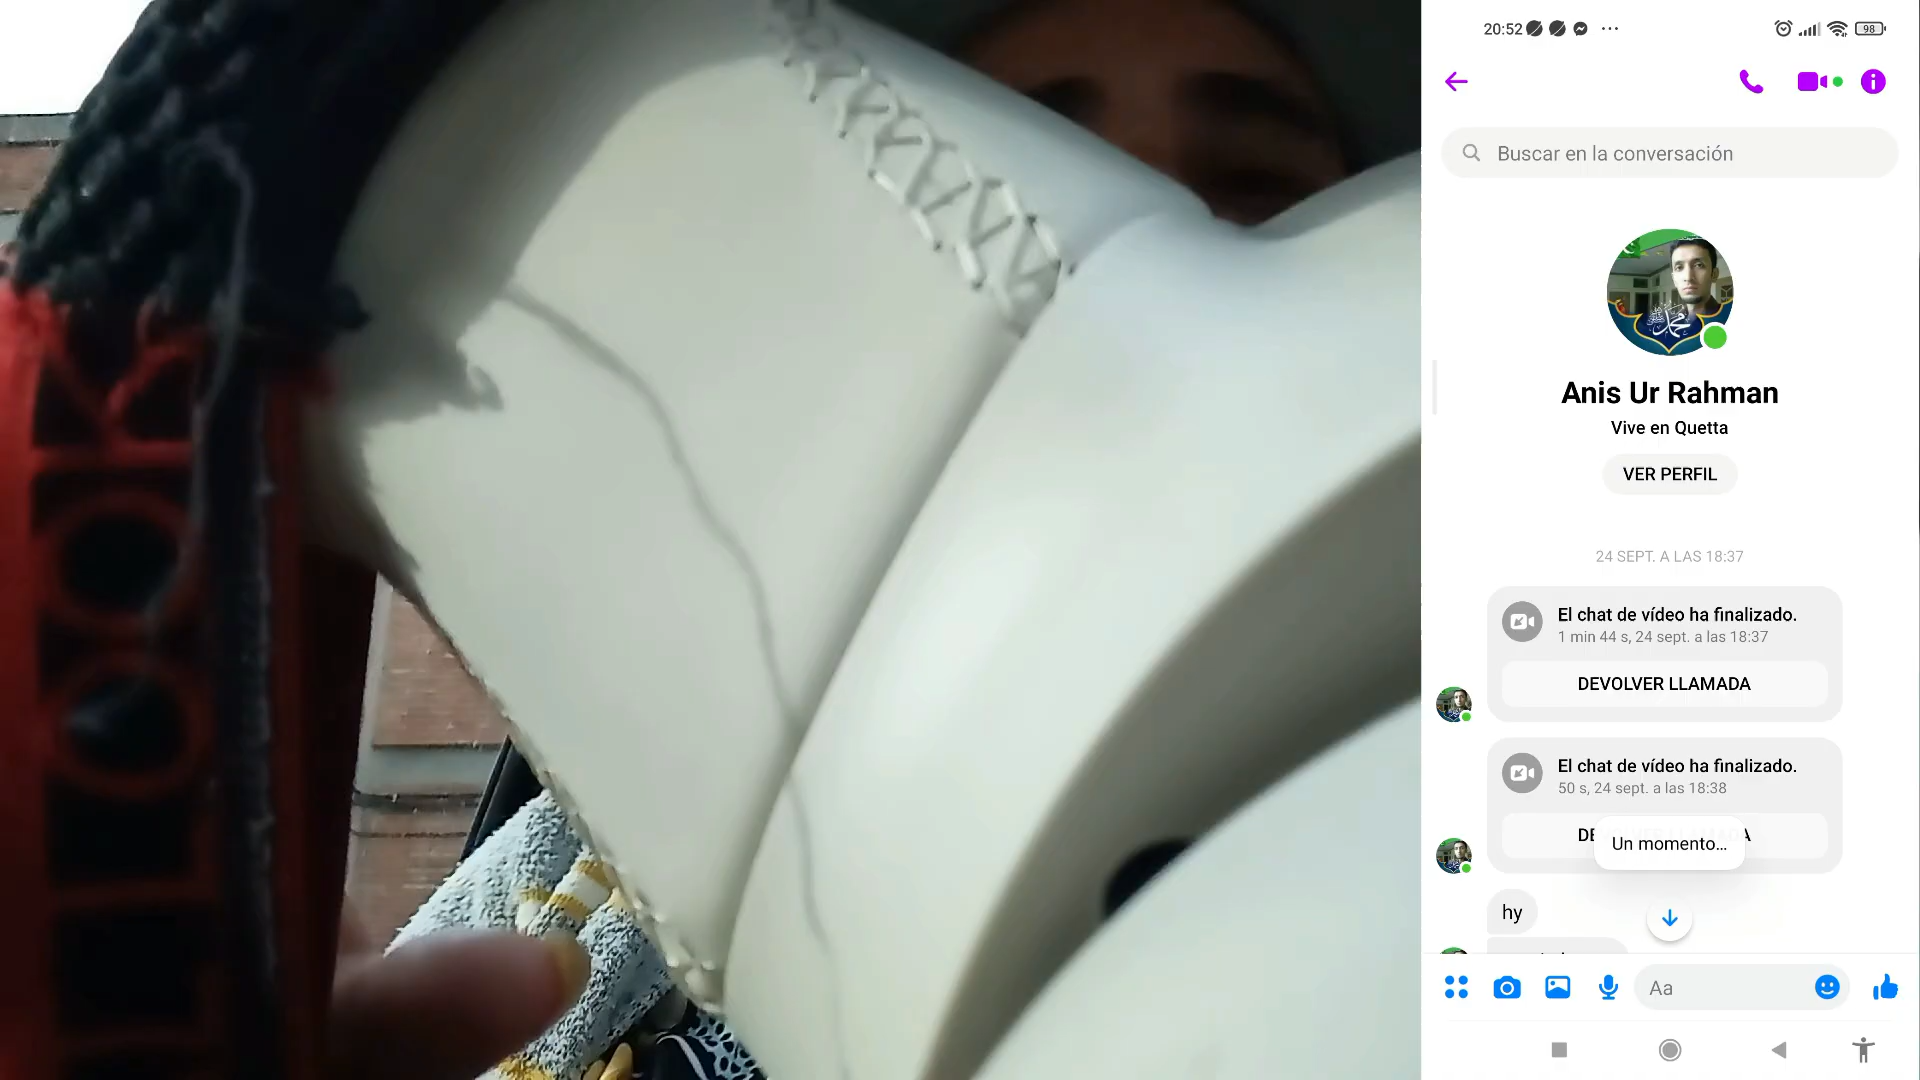 20:52
98
Buscar en la conversación
محمد
Anis Ur Rahman
Vive en Quetta
VER PERFIL
24 SEPT. A LAS 18:37
El chat de vídeo ha finalizado.
1 min 44 s, 24 sept. a las 18:37
DEVOLVER LLAMADA
El chat de vídeo ha finalizado.
50 s, 24 sept. a las 18:38
Un momento...
hy
Aa